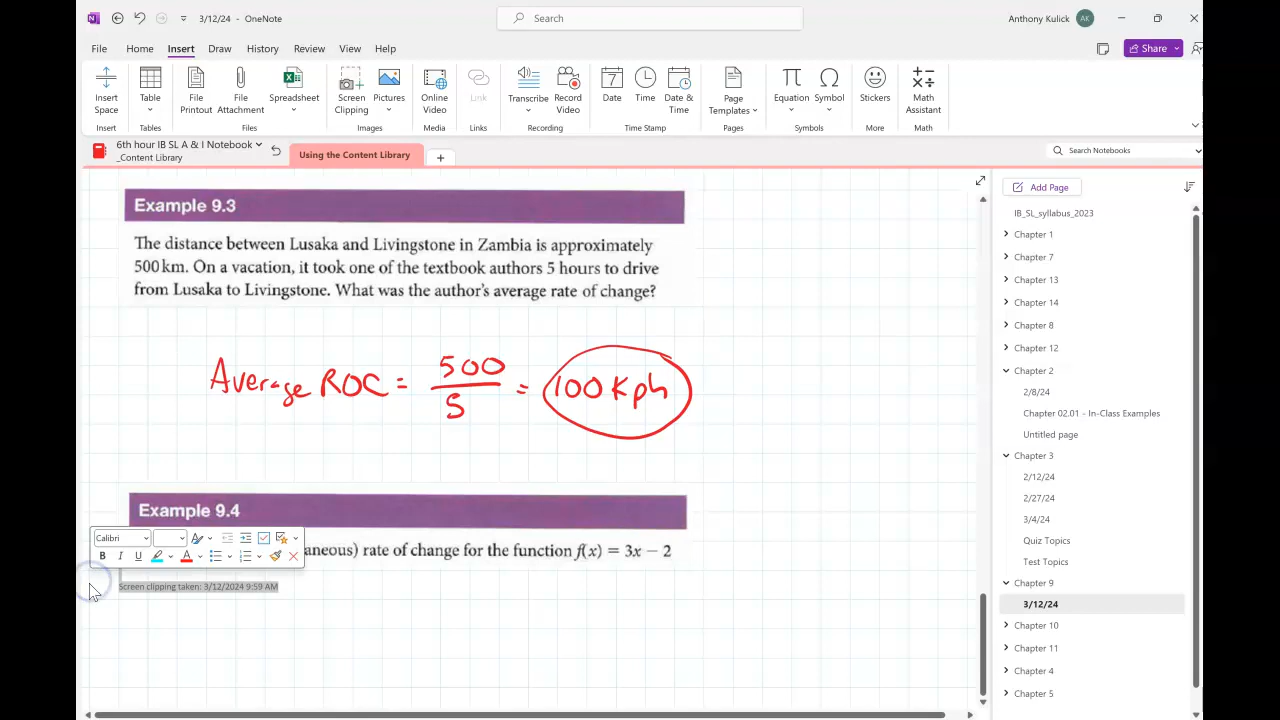 3/12/24 - OneNote
Search
Anthony Kulick
AK
File Home Insert Draw History Review View Help
Share
Insert Space
Table
File Printout
File Attachment
Spreadsheet
Screen Clipping
Pictures
Online Video
Link
Transcribe
Record Video
Date
Time
Date & Time
Page Templates
Equation
Symbol
Stickers
Math Assistant
Insert Tables Files Images Media Links Recording Time Stamp Pages Symbols More Math
6th hour IB SL A & I Notebook
_Content Library
Using the Content Library
Search Notebooks
Example 9.3
The distance between Lusaka and Livingstone in Zambia is approximately
500 km. On a vacation, it took one of the textbook authors 5 hours to drive
from Lusaka to Livingstone. What was the author's average rate of change?
Average ROC = 500/5 = 100 Kph
Example 9.4
aneous) rate of change for the function f(x) = 3x − 2
Calibri
B I U A
Screen clipping taken: 3/12/2024 9:59 AM
Add Page
IB_SL_syllabus_2023
Chapter 1
Chapter 7
Chapter 13
Chapter 14
Chapter 8
Chapter 12
Chapter 2
2/8/24
Chapter 02.01 - In-Class Examples
Untitled page
Chapter 3
2/12/24
2/27/24
3/4/24
Quiz Topics
Test Topics
Chapter 9
3/12/24
Chapter 10
Chapter 11
Chapter 4
Chapter 5